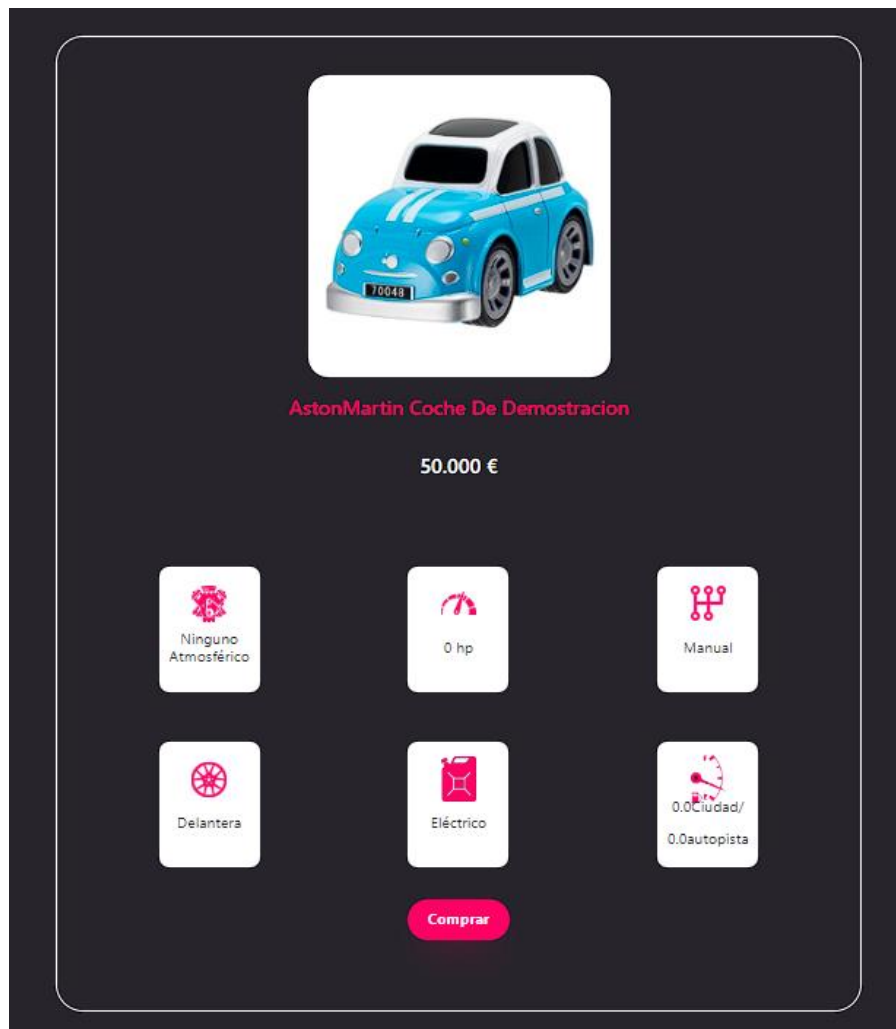 70048
AstonMartin Coche De Demostracion
50.000 €
Ninguno
Atmosférico
0 hp
Manual
Delantera
Eléctrico
0.0Ciudad/
0.0autopista
Comprar